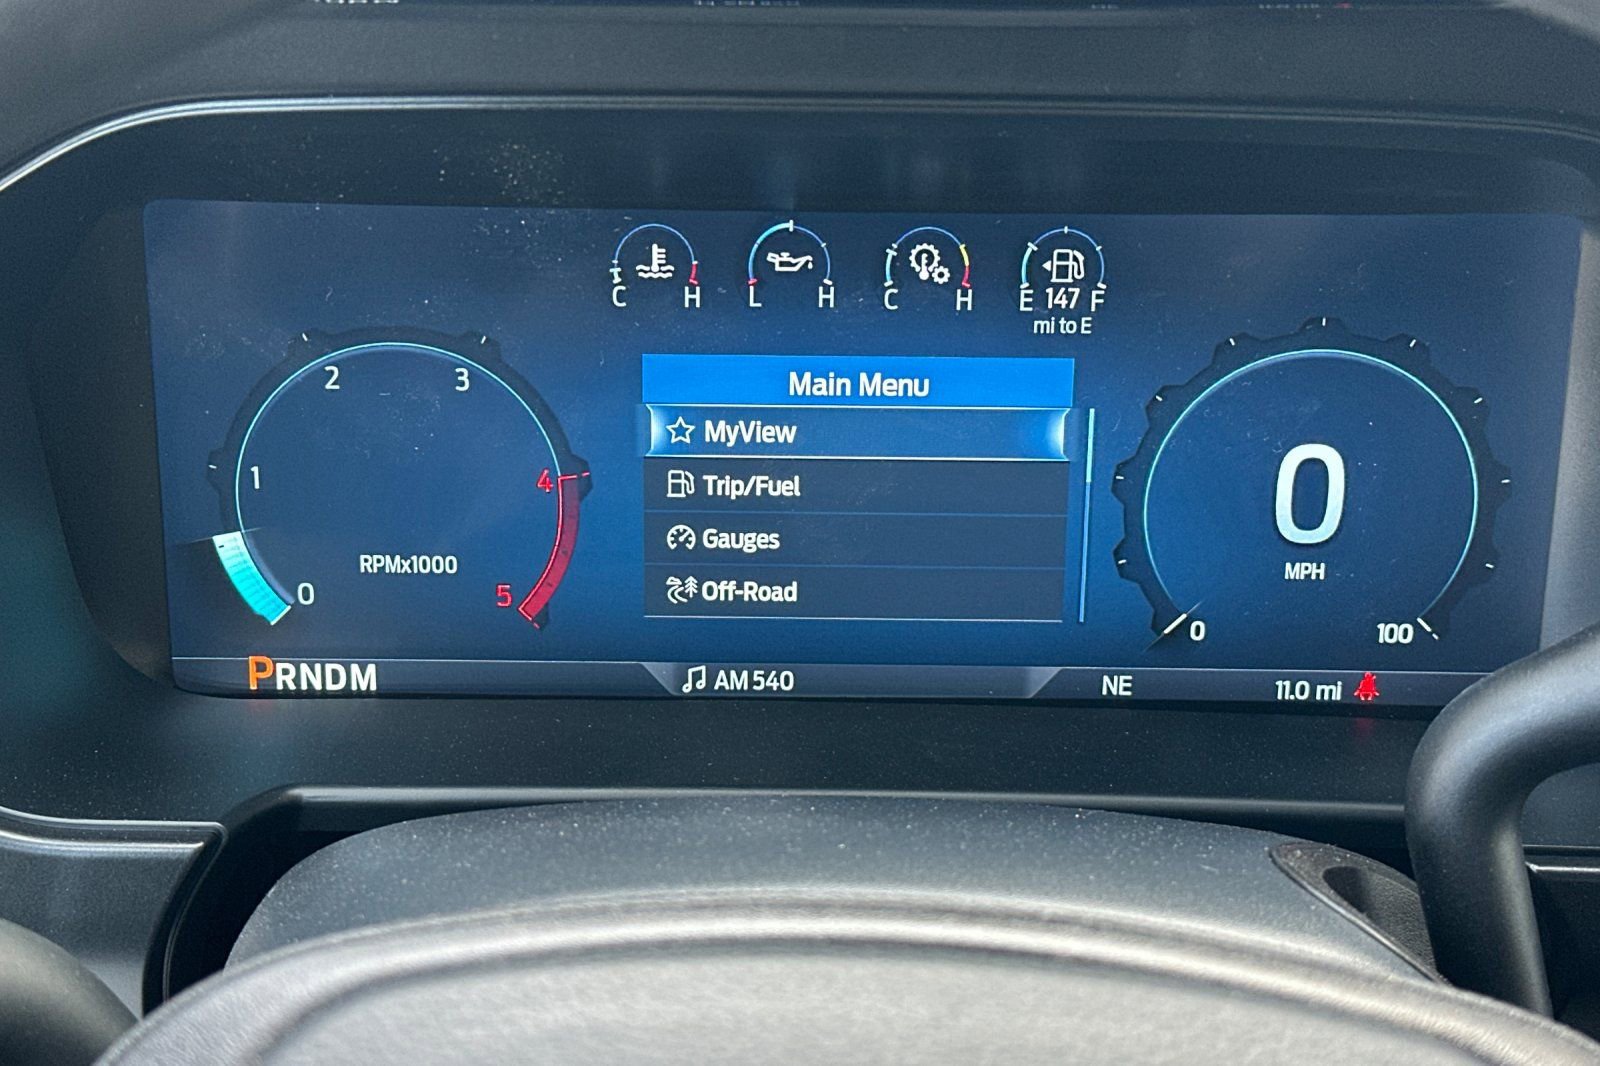 C H
L H
C H
E 147 F
mi to E
Main Menu
MyView
Trip/Fuel
Gauges
Off-Road
0
1
2
3
4
5
RPMx1000
0
MPH
0
100
PRNDM
AM 540
NE
11.0 mi